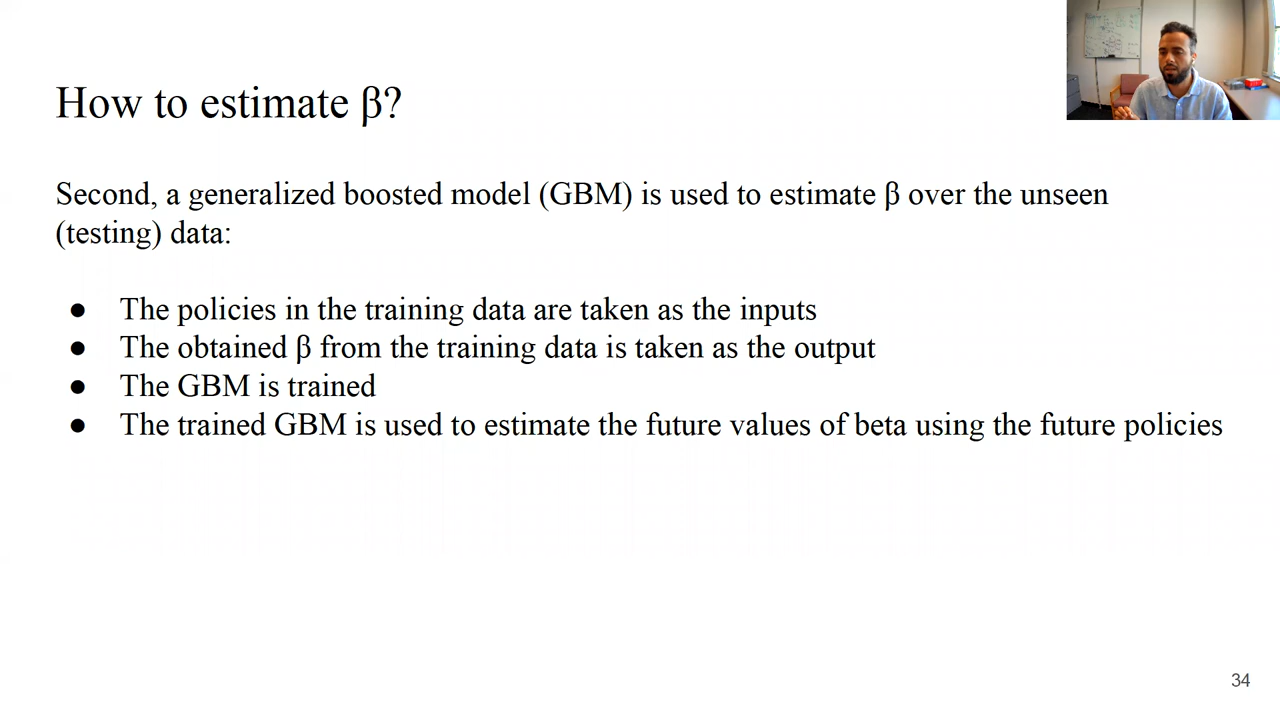 How to estimate β?
Second, a generalized boosted model (GBM) is used to estimate β over the unseen
(testing) data:
● The policies in the training data are taken as the inputs
● The obtained β from the training data is taken as the output
● The GBM is trained
● The trained GBM is used to estimate the future values of beta using the future policies
34